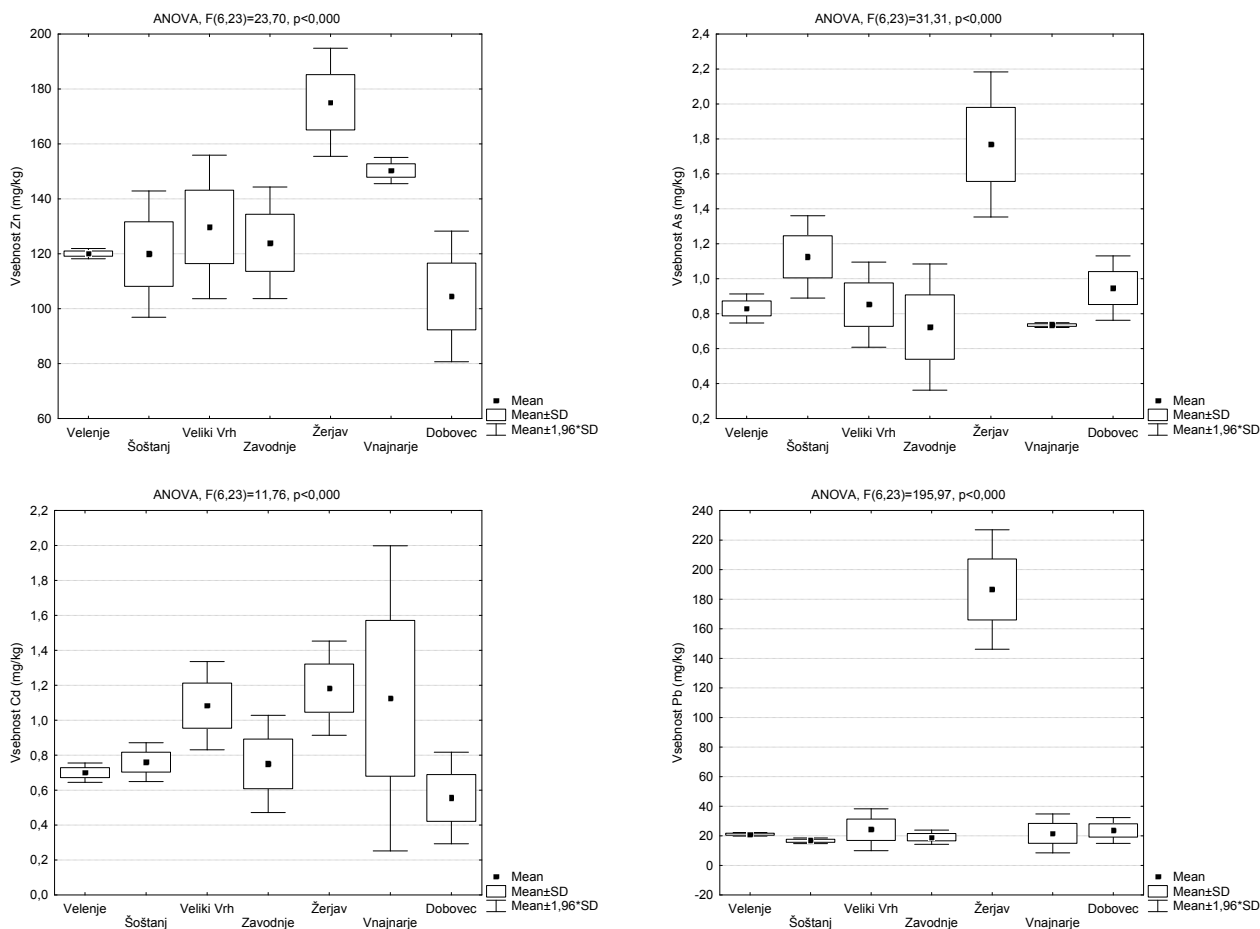 ANOVA, F(6,23)=23,70, p<0,000
Vsebnost Zn (mg/kg)
200
180
160
140
120
100
80
60
Velenje
Šoštanj
Veliki Vrh
Zavodnje
Žerjav
Vnajnarje
Dobovec
Mean
Mean±SD
Mean±1,96*SD
ANOVA, F(6,23)=31,31, p<0,000
Vsebnost As (mg/kg)
2,4
2,2
2,0
1,8
1,6
1,4
1,2
1,0
0,8
0,6
0,4
0,2
Velenje
Šoštanj
Veliki Vrh
Zavodnje
Žerjav
Vnajnarje
Dobovec
Mean
Mean±SD
Mean±1,96*SD
ANOVA, F(6,23)=11,76, p<0,000
Vsebnost Cd (mg/kg)
2,2
2,0
1,8
1,6
1,4
1,2
1,0
0,8
0,6
0,4
0,2
0,0
Velenje
Šoštanj
Veliki Vrh
Zavodnje
Žerjav
Vnajnarje
Dobovec
Mean
Mean±SD
Mean±1,96*SD
ANOVA, F(6,23)=195,97, p<0,000
Vsebnost Pb (mg/kg)
240
220
200
180
160
140
120
100
80
60
40
20
0
-20
Velenje
Šoštanj
Veliki Vrh
Zavodnje
Žerjav
Vnajnarje
Dobovec
Mean
Mean±SD
Mean±1,96*SD